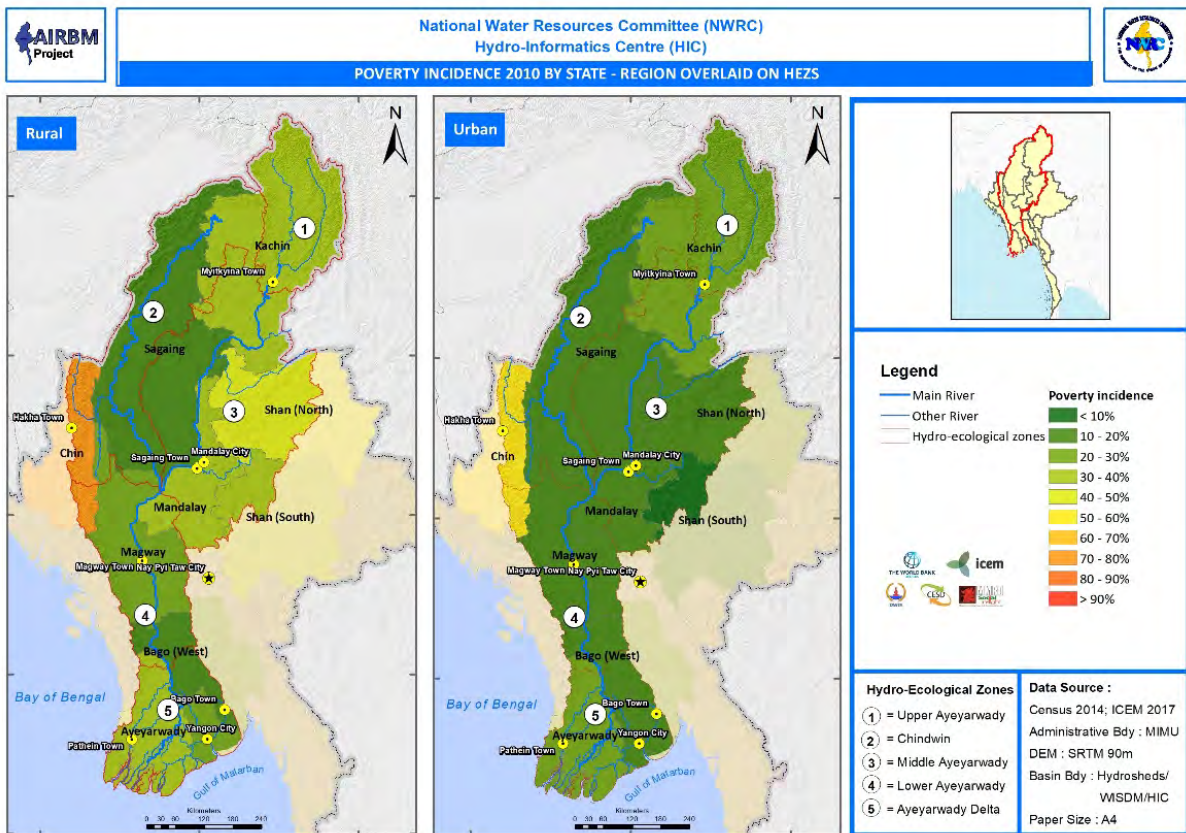 AIRBM
Project
National Water Resources Committee (NWRC)
Hydro-Informatics Centre (HIC)
POVERTY INCIDENCE 2010 BY STATE - REGION OVERLAID ON HEZS
NWRC
Rural
N
1
Kachin
Myitkyina Town
2
Sagaing
3
Shan (North)
Hakha Town
Chin
Sagaing Town
Mandalay City
Mandalay
Shan (South)
Magway
Magway Town
Nay Pyi Taw City
4
Bago (West)
Bay of Bengal
Bago Town
5
Ayeyarwady
Yangon City
Pathein Town
Gulf of Malarban
Kilometers
0 30 60 120 180 240
Urban
N
1
Kachin
Myitkyina Town
2
Sagaing
3
Shan (North)
Hakha Town
Chin
Sagaing Town
Mandalay City
Mandalay
Shan (South)
Magway
Magway Town
Nay Pyi Taw City
4
Bago (West)
Bay of Bengal
Bago Town
5
Ayeyarwady
Yangon City
Pathein Town
Gulf of Malarban
Kilometers
0 30 60 120 180 240
Legend
Main River
Other River
Hydro-ecological zones
Poverty incidence
< 10%
10 - 20%
20 - 30%
30 - 40%
40 - 50%
50 - 60%
60 - 70%
70 - 80%
80 - 90%
> 90%
THE WORLD BANK
icem
CESD
Hydro-Ecological Zones
1 = Upper Ayeyarwady
2 = Chindwin
3 = Middle Ayeyarwady
4 = Lower Ayeyarwady
5 = Ayeyarwady Delta
Data Source :
Census 2014; ICEM 2017
Administrative Bdy : MIMU
DEM : SRTM 90m
Basin Bdy : Hydrosheds/
WISDM/HIC
Paper Size : A4